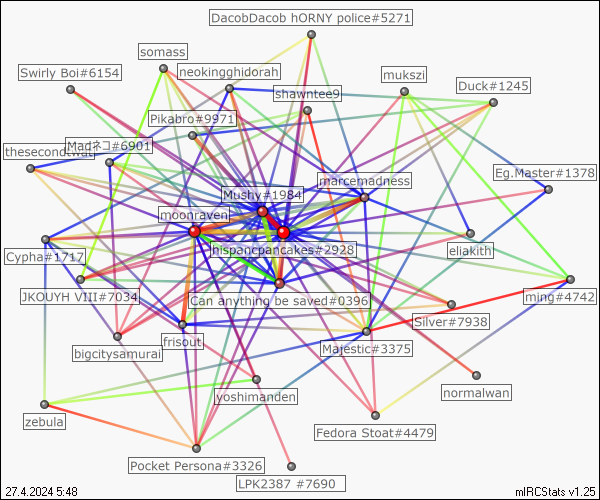 DacobDacob hORNY police#5271
somass
Swirly Boi#6154
neokingghidorah
mukszi
Duck#1245
shawntee9
Pikabro#9971
Madネコ#6901
marcemadness
Eg.Master#1378
Mushy#1984
moonraven
hispancpancakes#2928
eliakith
Cypha#1717
JKOUYH VIII#7034
Can anything be saved#0396
ming#4742
Silver#7938
bigcitysamurai
frisout
Majestic#3375
yoshimanden
normalwan
zebula
Fedora Stoat#4479
Pocket Persona#3326
LPK2387 #7690
27.4.2024 5:48
mIRCStats v1.25